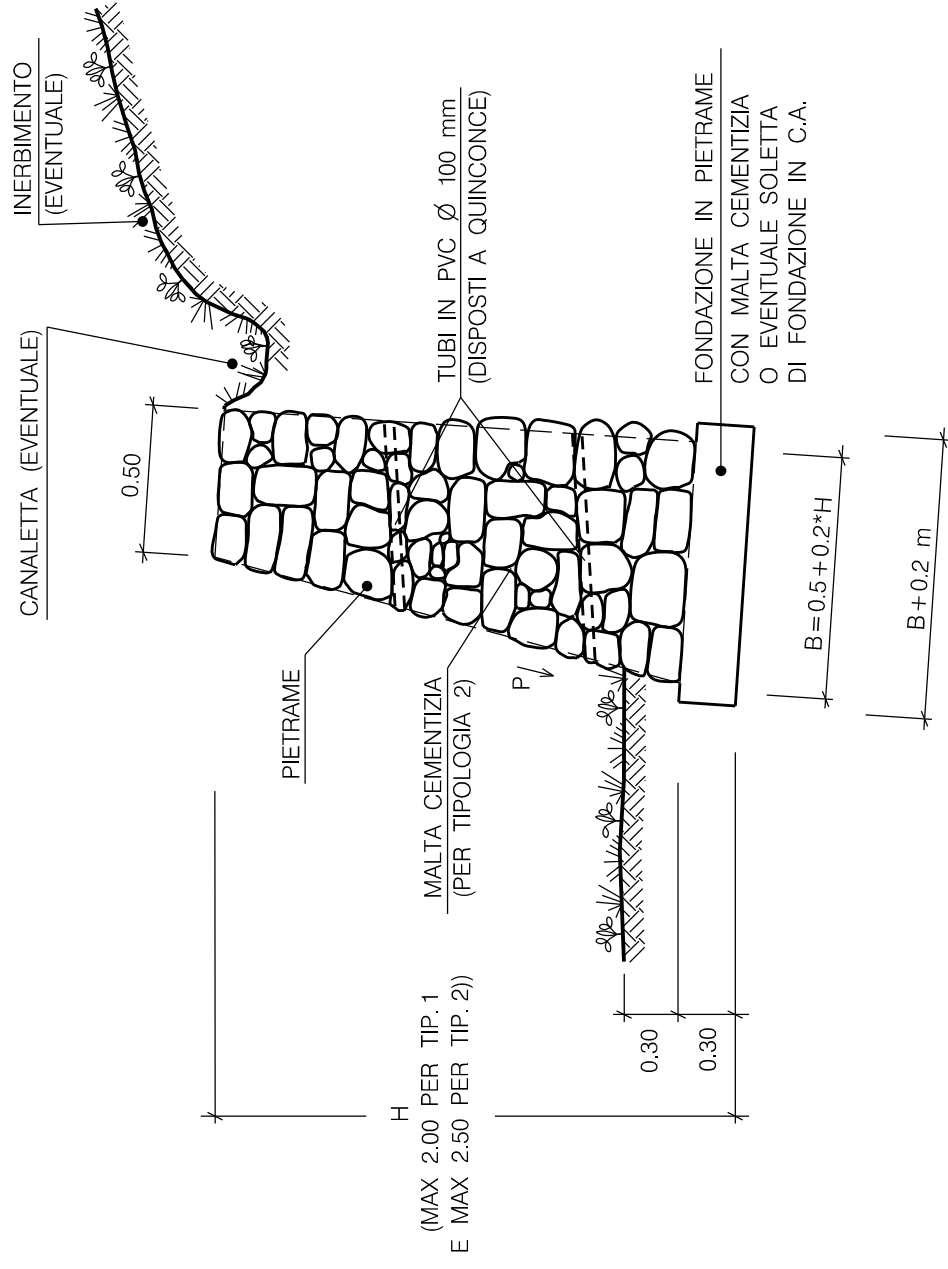 INERBIMENTO
(EVENTUALE)
CANALETTA (EVENTUALE)
0.50
TUBI IN PVC Ø 100 mm
(DISPOSTI A QUINCONCE)
PIETRAME
MALTA CEMENTIZIA
(PER TIPOLOGIA 2)
P
FONDAZIONE IN PIETRAME
CON MALTA CEMENTIZIA
O EVENTUALE SOLETTA
DI FONDAZIONE IN C.A.
H
(MAX 2.00 PER TIP. 1
E MAX 2.50 PER TIP. 2))
0.30
0.30
B=0.5+0.2*H
B+0.2 m